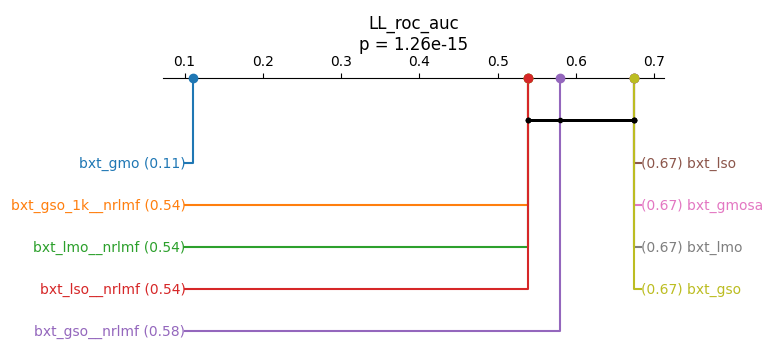 LL_roc_auc
p = 1.26e-15
0.1 0.2 0.3 0.4 0.5 0.6 0.7
bxt_gmo (0.11) (0.67) bxt_lso
bxt_gso_1k__nrlmf (0.54) (0.67) bxt_gmosa
bxt_lmo__nrlmf (0.54) (0.67) bxt_lmo
bxt_lso__nrlmf (0.54) (0.67) bxt_gso
bxt_gso__nrlmf (0.58)